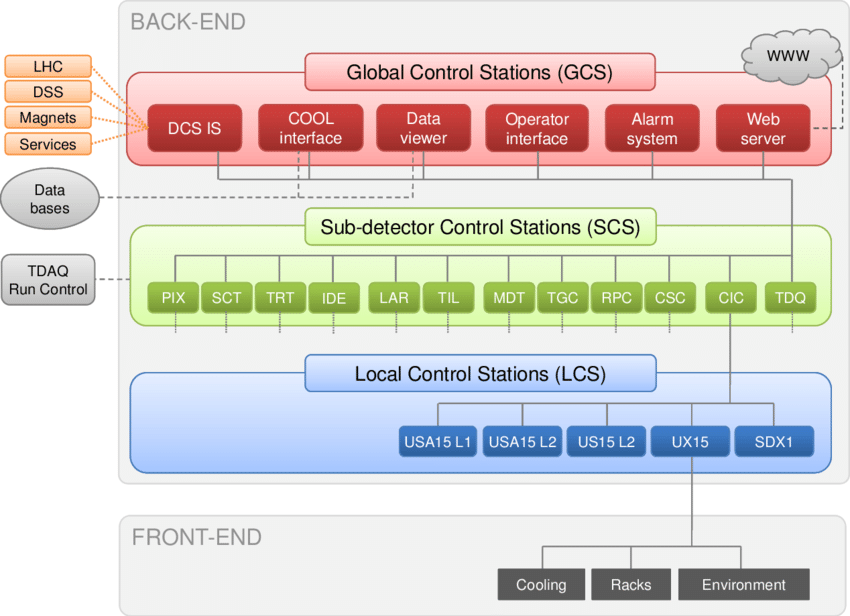 BACK-END
WWW
Global Control Stations (GCS)
LHC
DSS
Magnets
Services
DCS IS
COOL
interface
Data
viewer
Operator
interface
Alarm
system
Web
server
Data
bases
Sub-detector Control Stations (SCS)
TDAQ
Run Control
PIX
SCT
TRT
IDE
LAR
TIL
MDT
TGC
RPC
CSC
CIC
TDQ
Local Control Stations (LCS)
USA15 L1
USA15 L2
US15 L2
UX15
SDX1
FRONT-END
Cooling
Racks
Environment